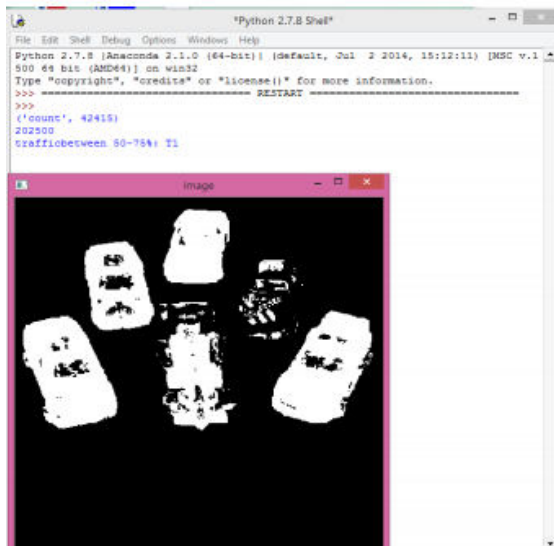 *Python 2.7.8 Shell*
File Edit Shell Debug Options Windows Help
Python 2.7.8 |Anaconda 2.1.0 (64-bit)| (default, Jul  2 2014, 15:12:11) [MSC v.1
500 64 bit (AMD64)] on win32
Type "copyright", "credits" or "license()" for more information.
>>> ================================ RESTART ================================
>>>
('count', 42415)
202500
trafficbetween 50-75%: T1
image